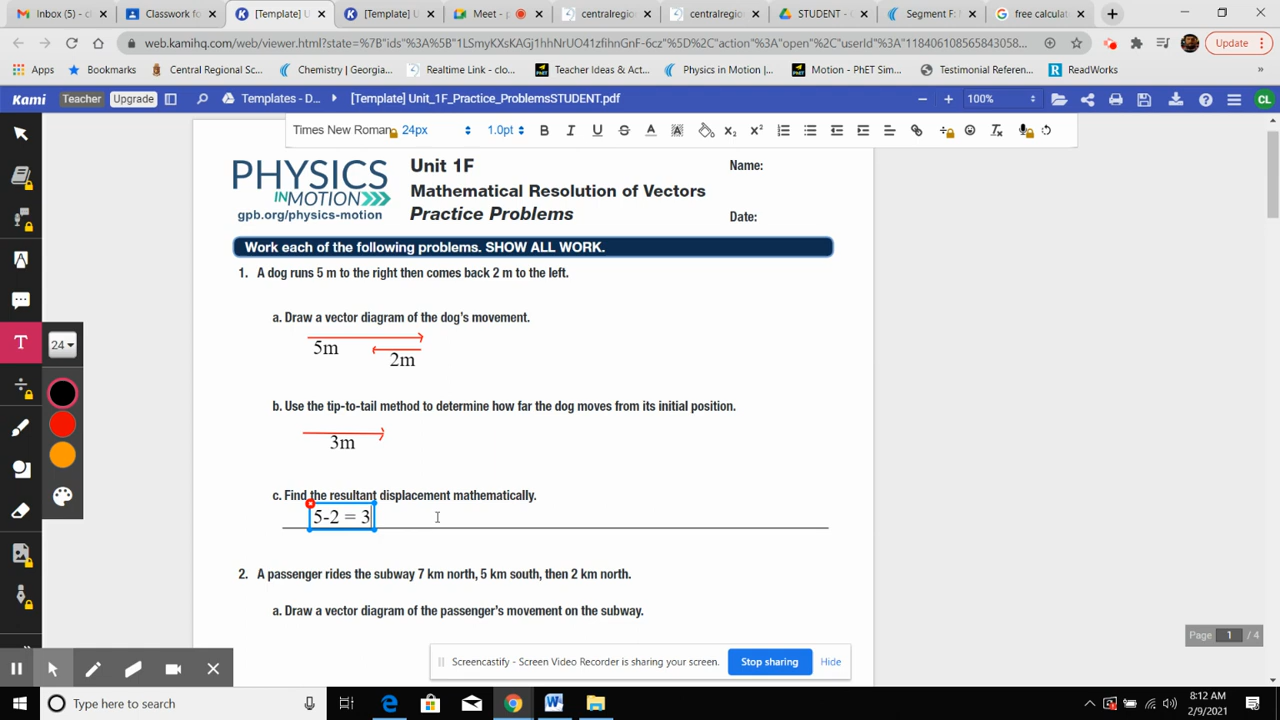 Inbox (5) - c
Classwork fo
[Template] U
[Template] U
Meet -
centralregio
centralregio
STUDENT - G
Segment F: M
free calculat
web.kamihq.com/web/viewer.html?state=%7B"ids"%3A%5B"1LSmrvXsKAGj1hhNrUO41zfihnGnF-6cz"%5D%2C"action"%3A"open"%2C"userId"%3A"118406108565843058...
Update
Apps
Bookmarks
Central Regional Sc...
Chemistry | Georgia...
Realtime Link – clo...
Teacher Ideas & Act...
Physics in Motion |...
Motion - PhET Sim...
Testimonial Referen...
ReadWorks
Kami
Teacher
Upgrade
Templates - D...
[Template] Unit_1F_Practice_ProblemsSTUDENT.pdf
100%
Times New Roman
24px
1.0pt
PHYSICS
IN MOTION
gpb.org/physics-motion
Unit 1F
Mathematical Resolution of Vectors
Practice Problems
Name:
Date:
Work each of the following problems. SHOW ALL WORK.
1. A dog runs 5 m to the right then comes back 2 m to the left.
a. Draw a vector diagram of the dog's movement.
5m
2m
b. Use the tip-to-tail method to determine how far the dog moves from its initial position.
3m
c. Find the resultant displacement mathematically.
5-2 = 3
2. A passenger rides the subway 7 km north, 5 km south, then 2 km north.
a. Draw a vector diagram of the passenger's movement on the subway.
24
Page 1 / 4
Screencastify - Screen Video Recorder is sharing your screen.
Stop sharing
Hide
Type here to search
8:12 AM
2/9/2021